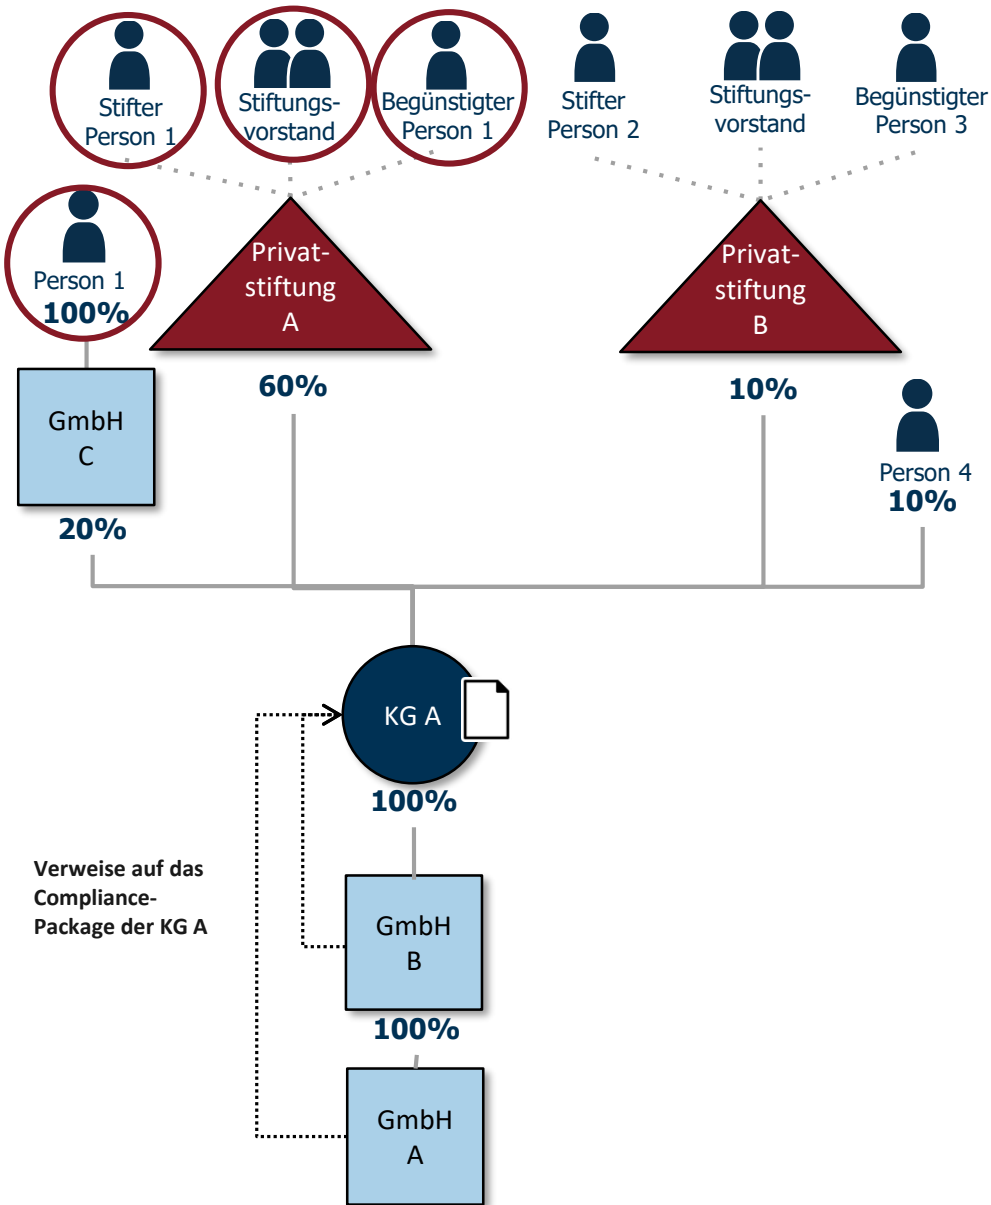 Stifter
Person 1
Stiftungs-
vorstand
Begünstigter
Person 1
Stifter
Person 2
Stiftungs-
vorstand
Begünstigter
Person 3
Person 1
100%
Privat-
stiftung
A
Privat-
stiftung
B
GmbH
C
60%
10%
Person 4
10%
20%
KG A
100%
Verweise auf das
Compliance-
Package der KG A
GmbH
B
100%
GmbH
A